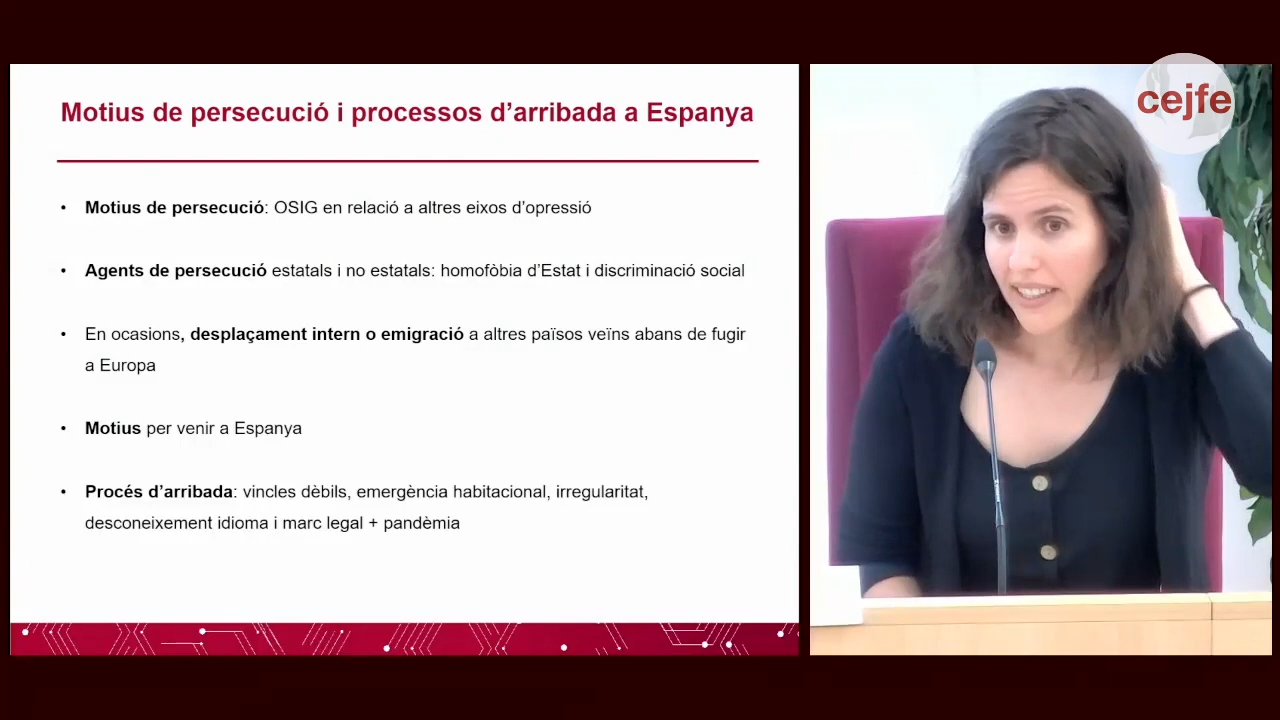 Motius de persecució i processos d'arribada a Espanya
• Motius de persecució: OSIG en relació a altres eixos d'opressió
• Agents de persecució estatals i no estatals: homofòbia d'Estat i discriminació social
• En ocasions, desplaçament intern o emigració a altres països veïns abans de fugir
a Europa
• Motius per venir a Espanya
• Procés d'arribada: vincles dèbils, emergència habitacional, irregularitat,
desconeixement idioma i marc legal + pandèmia
cejfe